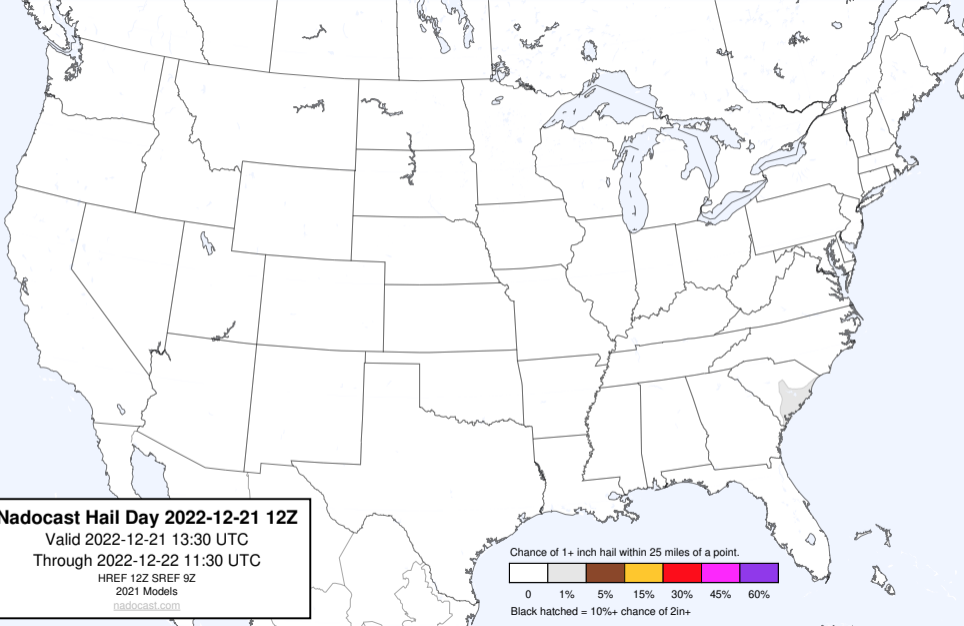 Nadocast Hail Day 2022-12-21 12Z
Valid 2022-12-21 13:30 UTC
Through 2022-12-22 11:30 UTC
HREF 12Z SREF 9Z
2021 Models
nadocast.com
Chance of 1+ inch hail within 25 miles of a point.
0 1% 5% 15% 30% 45% 60%
Black hatched = 10%+ chance of 2in+